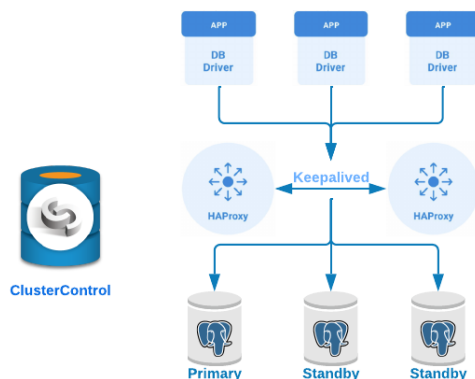 APP
APP
APP
DB
Driver
DB
Driver
DB
Driver
Keepalived
HAProxy
HAProxy
ClusterControl
Primary
Standby
Standby